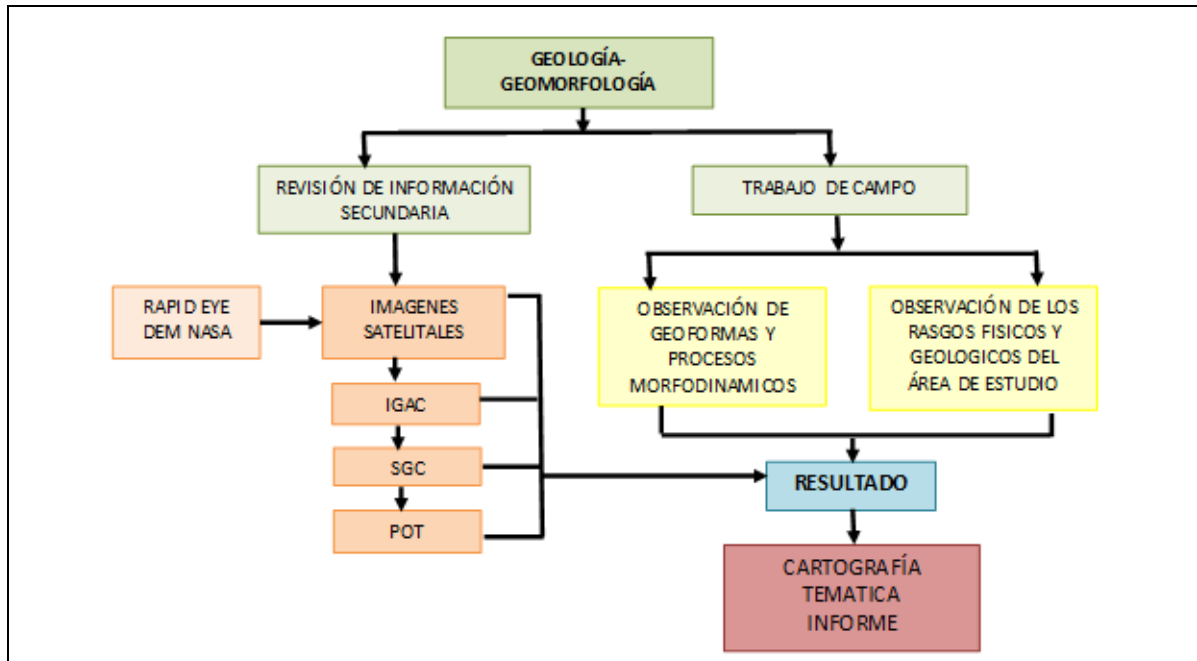 GEOLOGÍA-
GEOMORFOLOGÍA
REVISIÓN DE INFORMACIÓN
SECUNDARIA
TRABAJO DE CAMPO
RAPID EYE
DEM NASA
IMAGENES
SATELITALES
IGAC
SGC
POT
OBSERVACIÓN DE
GEOFORMAS Y
PROCESOS
MORFODINAMICOS
OBSERVACIÓN DE LOS
RASGOS FISICOS Y
GEOLOGICOS DEL
ÁREA DE ESTUDIO
RESULTADO
CARTOGRAFÍA
TEMATICA
INFORME